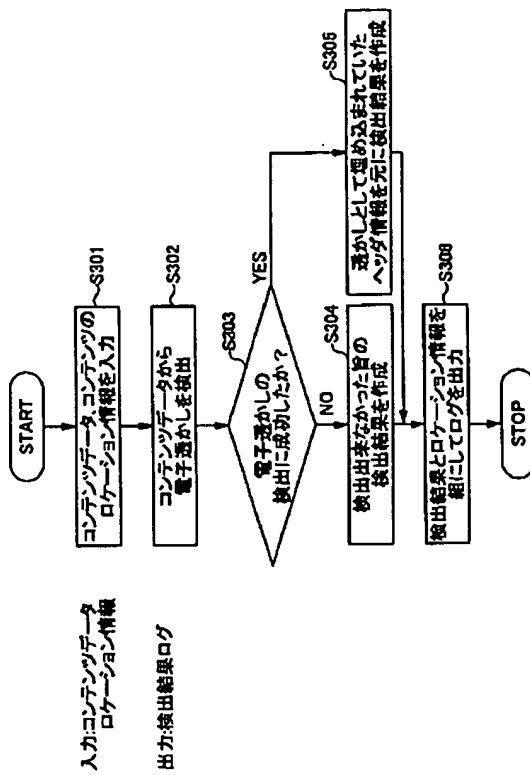 入力:コンテンツデータ
ロケーション情報
出力:検出結果ログ
START
S301
コンテンツデータ、コンテンツの
ロケーション情報を入力
S302
コンテンツデータから
電子透かしを検出
S303
電子透かしの
検出に成功したか?
YES
NO
S304
検出出来なかった旨の
検出結果を作成
S305
透かしとして埋め込まれていた
ヘッダ情報を元に検出結果を作成
S306
検出結果とロケーション情報を
組にしてログを出力
STOP